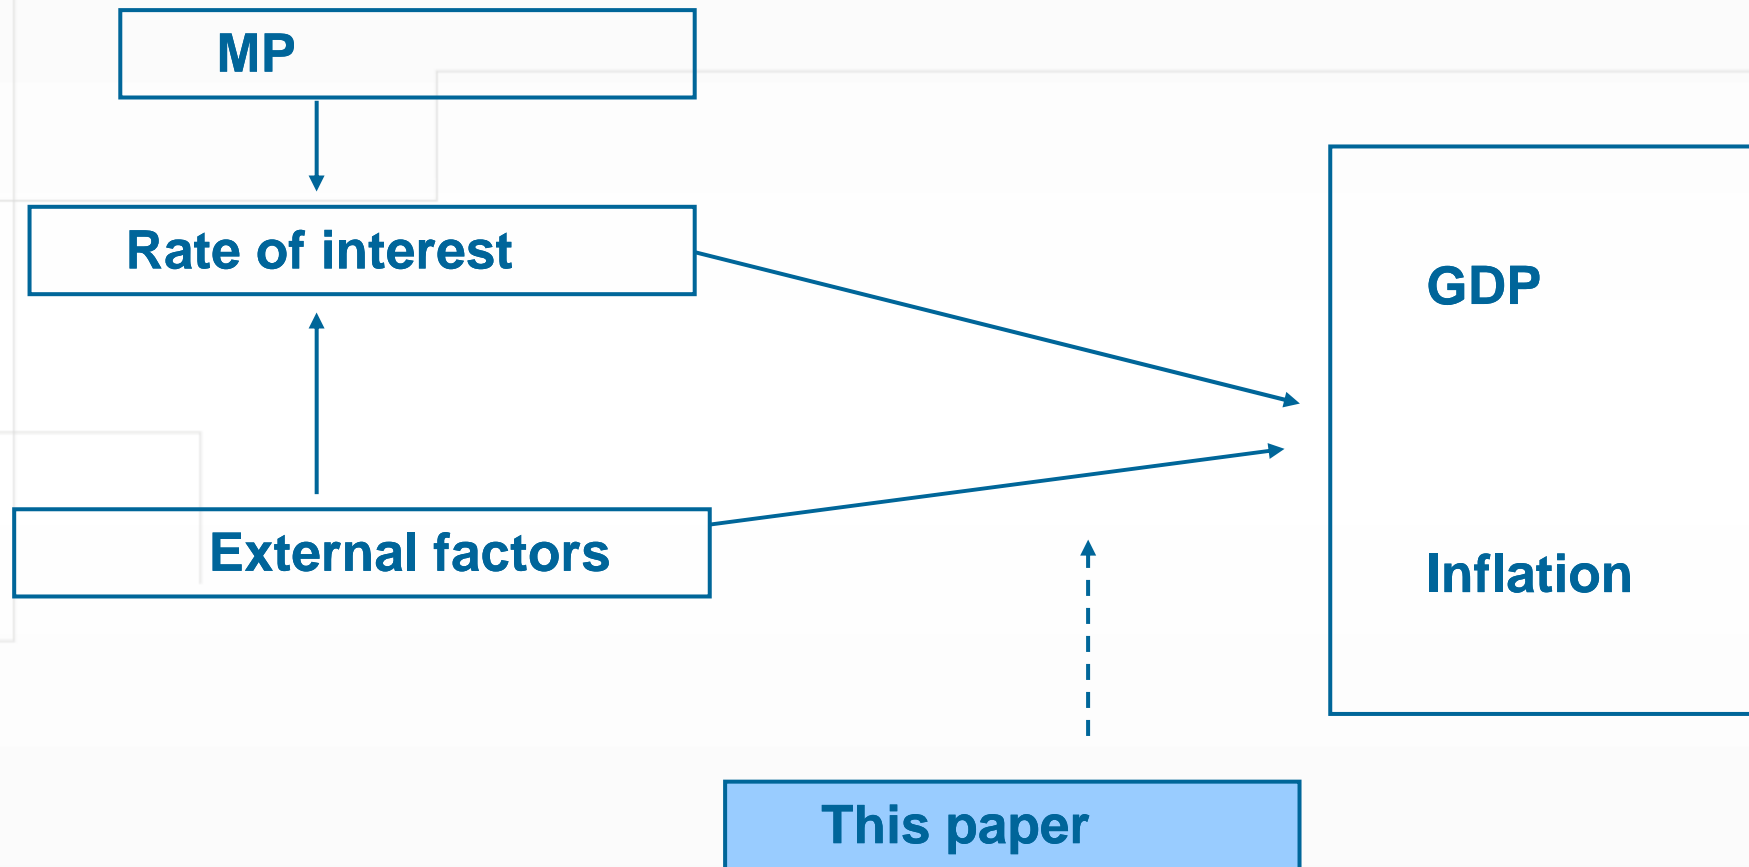 MP
Rate of interest
GDP
External factors
Inflation
This paper